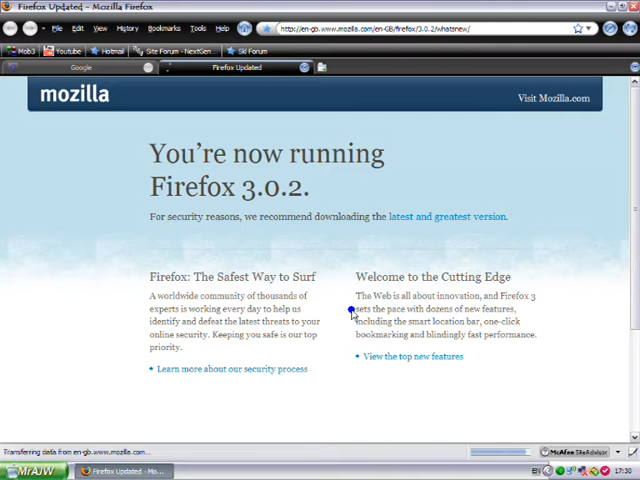 Firefox Updated - Mozilla Firefox
File Edit View History Bookmarks Tools Help
http://en-gb.www.mozilla.com/en-GB/firefox/3.0.2/whatsnew/
Mob3 Youtube Hotmail Site Forum - NextGen... Ski Forum
Google Firefox Updated
mozilla
Visit Mozilla.com
You're now running
Firefox 3.0.2.
For security reasons, we recommend downloading the latest and greatest version.
Firefox: The Safest Way to Surf
A worldwide community of thousands of
experts is working every day to help us
identify and defeat the latest threats to your
online security. Keeping you safe is our top
priority.
Learn more about our security process
Welcome to the Cutting Edge
The Web is all about innovation, and Firefox 3
sets the pace with dozens of new features,
including the smart location bar, one-click
bookmarking and blindingly fast performance.
View the top new features
Transferring data from en-gb.www.mozilla.com...
McAfee SiteAdvisor
MrAJW Firefox Updated - Mo... EN 17:30